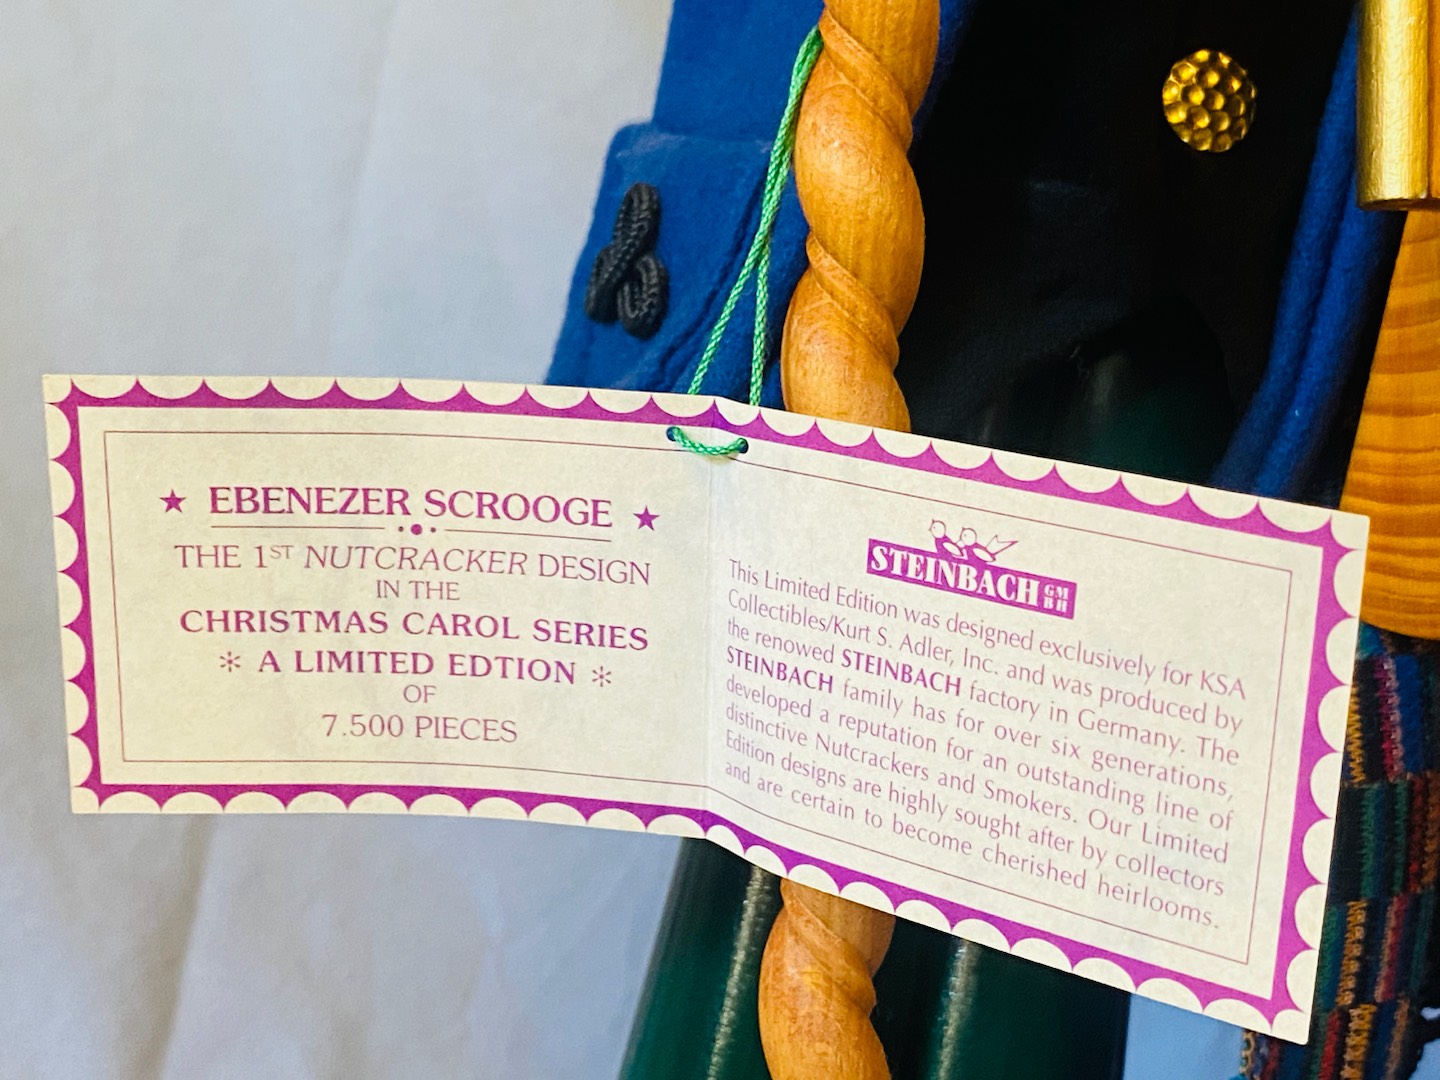 ★ EBENEZER SCROOGE ★
THE 1ST NUTCRACKER DESIGN
IN THE
CHRISTMAS CAROL SERIES
✻ A LIMITED EDTION ✻
OF
7.500 PIECES
STEINBACH GMBH
This Limited Edition was designed exclusively for KSA
Collectibles/Kurt S. Adler, Inc. and was produced by
the renowed STEINBACH factory in Germany. The
STEINBACH family has for over six generations,
developed a reputation for an outstanding line of
distinctive Nutcrackers and Smokers. Our Limited
Edition designs are highly sought after by collectors
and are certain to become cherished heirlooms.